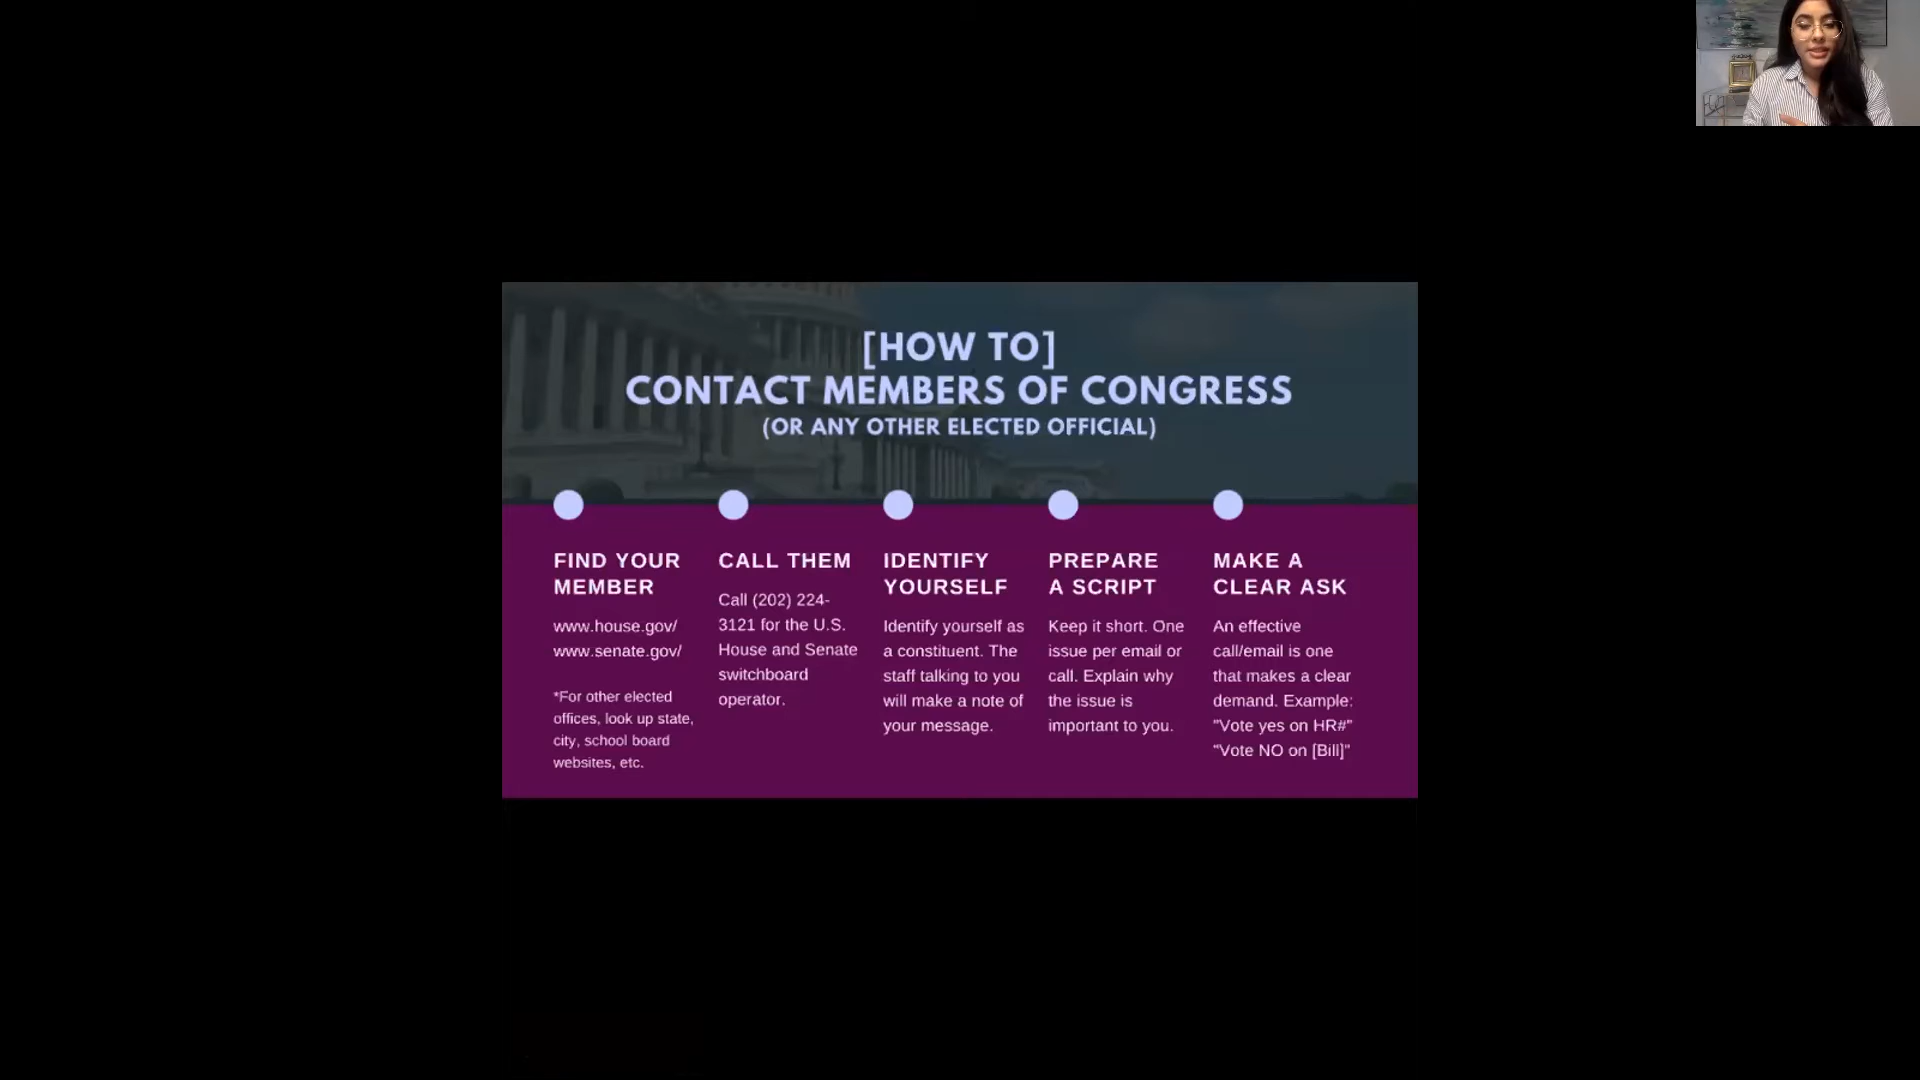 [HOW TO]
CONTACT MEMBERS OF CONGRESS
(OR ANY OTHER ELECTED OFFICIAL)
FIND YOUR
MEMBER
www.house.gov/
www.senate.gov/
*For other elected
offices, look up state,
city, school board
websites, etc.
CALL THEM
Call (202) 224-
3121 for the U.S.
House and Senate
switchboard
operator.
IDENTIFY
YOURSELF
Identify yourself as
a constituent. The
staff talking to you
will make a note of
your message.
PREPARE
A SCRIPT
Keep it short. One
issue per email or
call. Explain why
the issue is
important to you.
MAKE A
CLEAR ASK
An effective
call/email is one
that makes a clear
demand. Example:
"Vote yes on HR#"
"Vote NO on [Bill]"